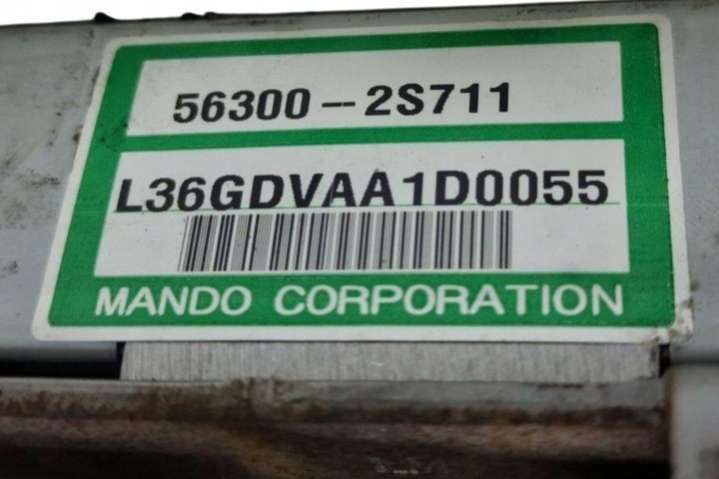 56300-2S711
L36GDVAA1D0055
MANDO CORPORATION